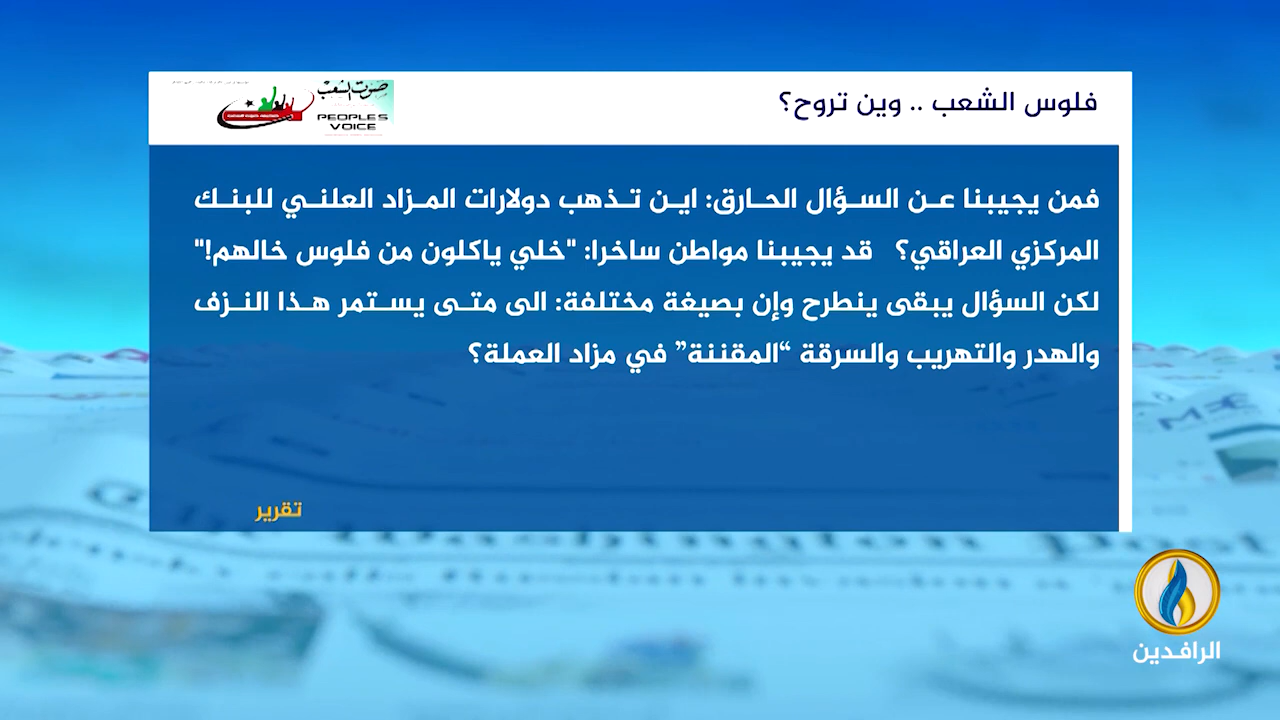 فلوس الشعب .. وين تروح؟
صوت الشعب
PEOPLE'S
VOICE
فمن يجيبنا عن السؤال الحارق: اين تذهب دولارات المزاد العلني للبنك
المركزي العراقي؟ قد يجيبنا مواطن ساخرا: "خلي ياكلون من فلوس خالهم!"
لكن السؤال يبقى ينطرح وإن بصيغة مختلفة: الى متى يستمر هذا النزف
والهدر والتهريب والسرقة “المقننة” في مزاد العملة؟
تقرير
الرافدين